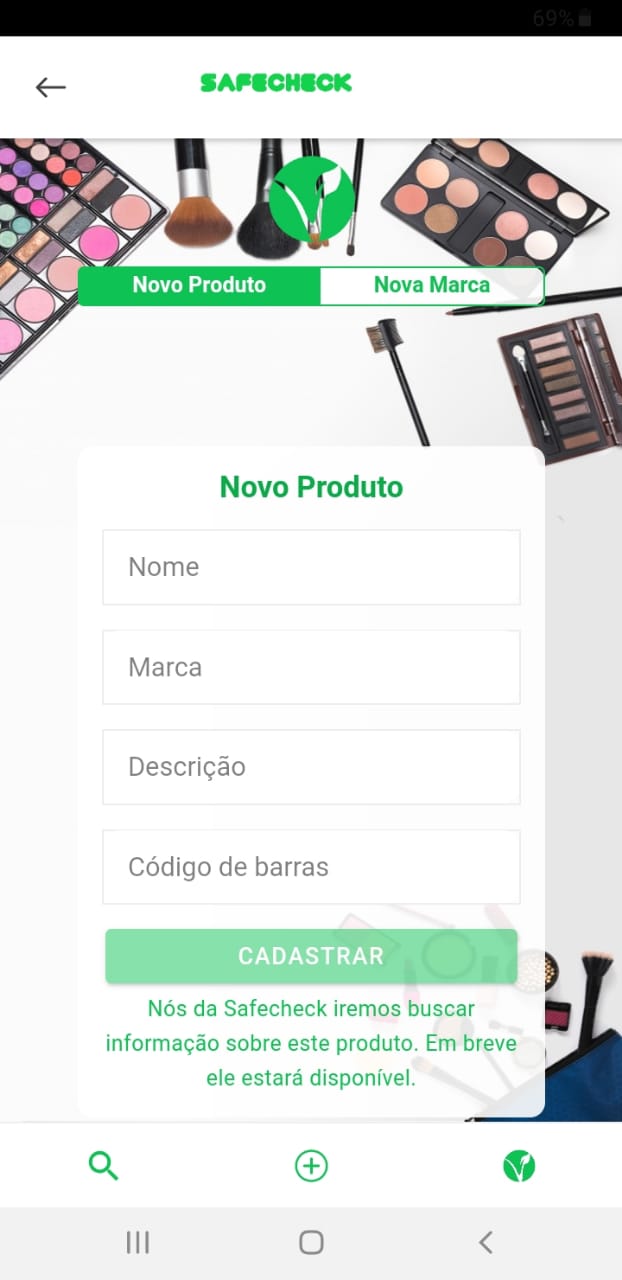 69%
SAFECHECK
Novo Produto
Nova Marca
Novo Produto
Nome
Marca
Descrição
Código de barras
CADASTRAR
Nós da Safecheck iremos buscar
informação sobre este produto. Em breve
ele estará disponível.